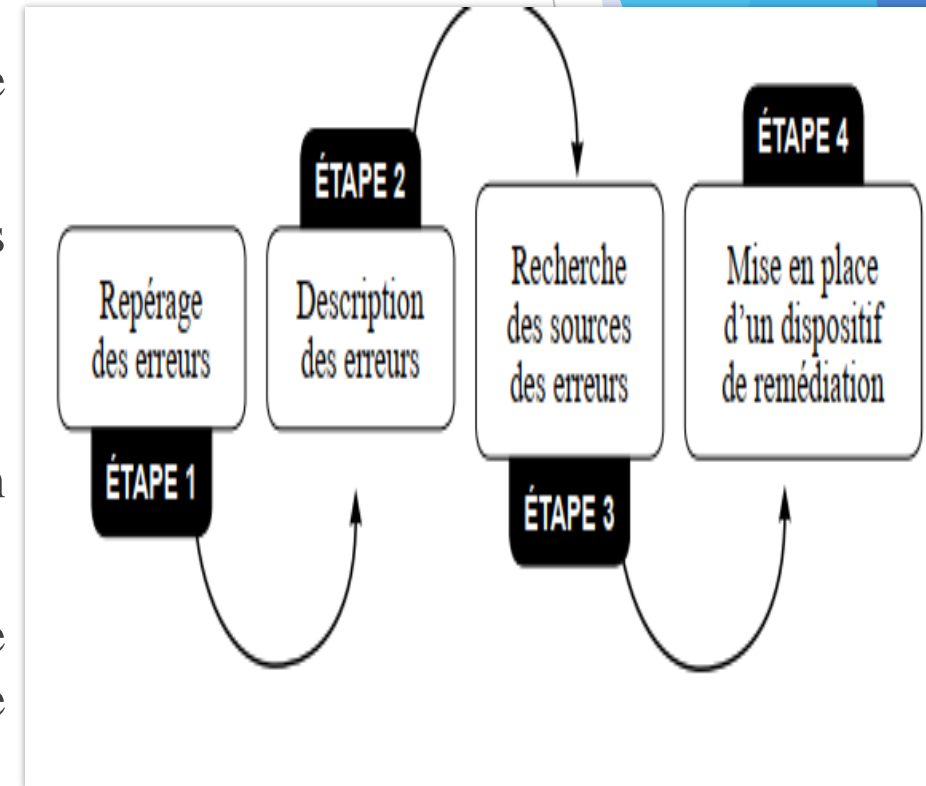 ÉTAPE 1
Repérage
des erreurs
ÉTAPE 2
Description
des erreurs
ÉTAPE 3
Recherche
des sources
des erreurs
ÉTAPE 4
Mise en place
d’un dispositif
de remédiation